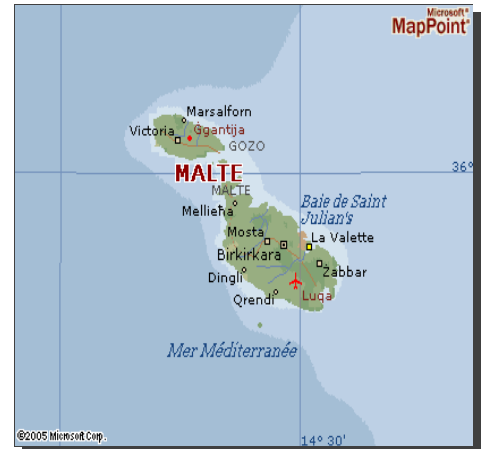 Microsoft®
MapPoint®
Marsalforn
Victoria
Ġgantija
GOZO
36°
MALTE
MALTE
Mellieħa
Baie de Saint
Julian's
Mosta
La Valette
Birkirkara
Żabbar
Dingli
Qrendi
Luqa
Mer Méditerranée
©2005 Microsoft Corp.
14° 30'